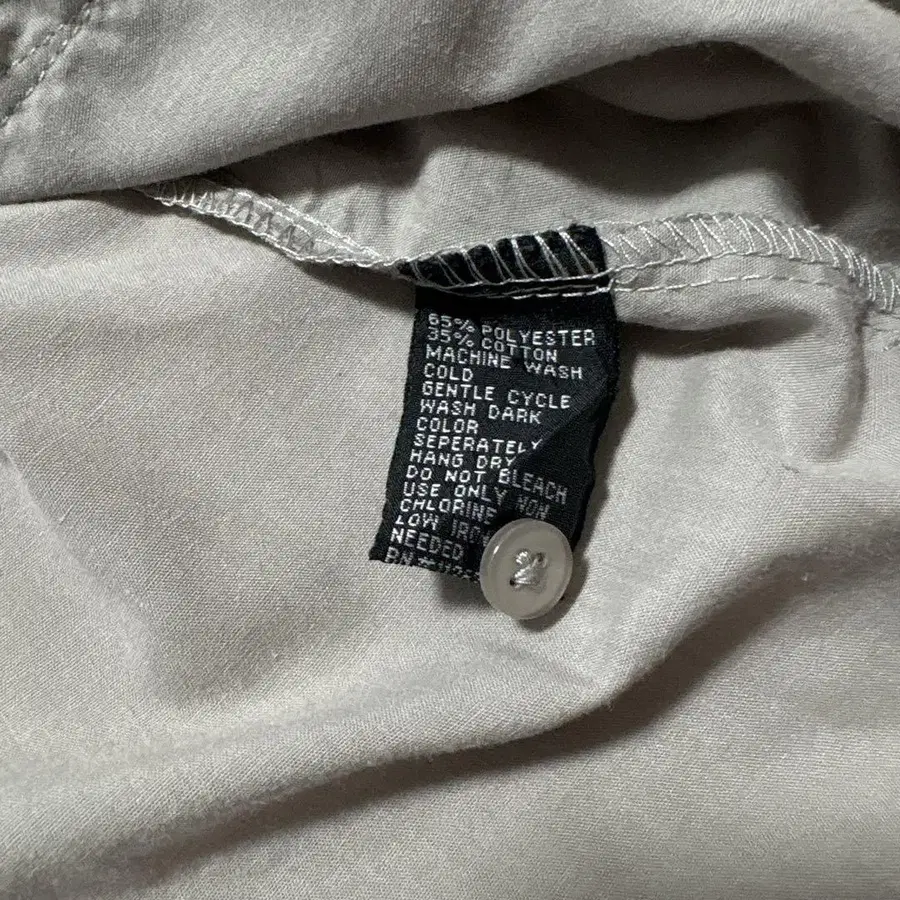 65% POLYESTER
35% COTTON
MACHINE WASH
COLD
GENTLE CYCLE
WASH DARK
COLOR
SEPERATELY
HANG DRY
DO NOT BLEACH
USE ONLY NON
CHLORINE
LOW IRON
NEEDED
RN